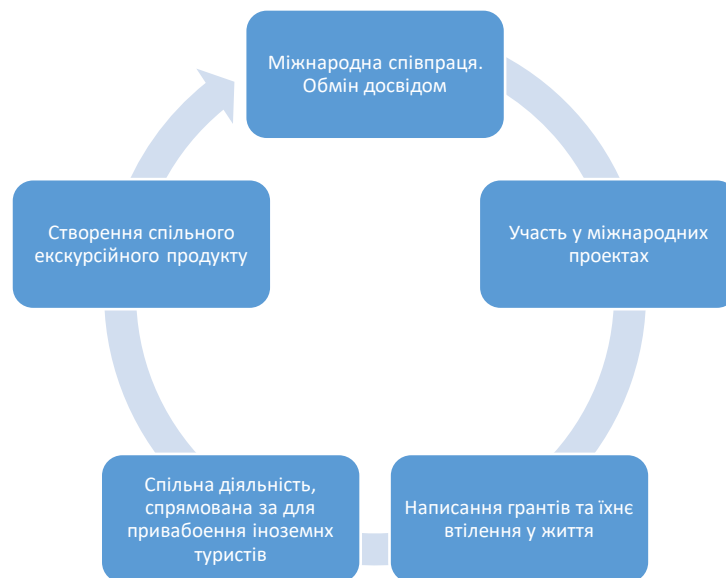 Міжнародна співпраця.
Обмін досвідом
Участь у міжнародних
проектах
Написання грантів та їхнє
втілення у життя
Спільна діяльність,
спрямована за для
привабоення іноземнх
туристів
Створення спільного
екскурсійного продукту